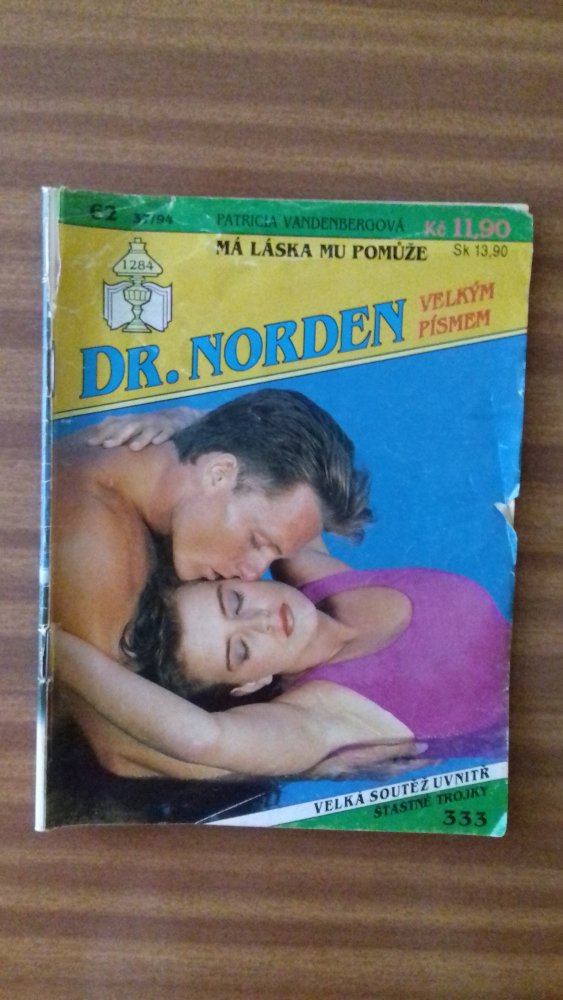 62 37/94 PATRICIA VANDENBERGOVÁ Kč 11,90
MÁ LÁSKA MU POMŮŽE Sk 13,90
1284
DR. NORDEN
VELKÝM
PÍSMEM
VELKÁ SOUTĚŽ UVNITŘ
ŠŤASTNÉ TROJKY
333